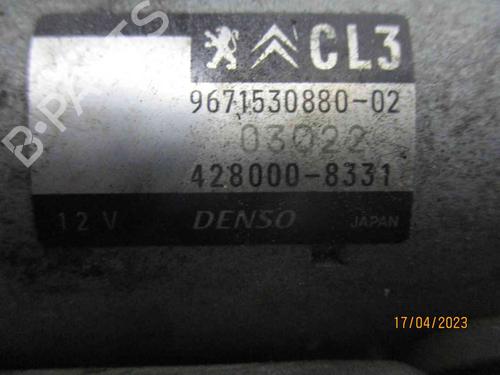 CL3
9671530880-02
03022
428000-8331
12 V DENSO JAPAN
B-PARTS
17/04/2023